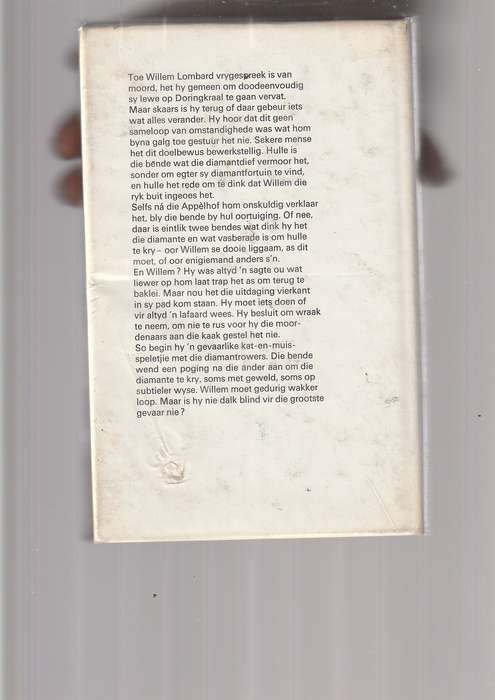 Toe Willem Lombard vrygespreek is van
moord, het hy gemeen om doodeenvoudig
sy lewe op Doringkraal te gaan vervat.
Maar skaars is hy terug of daar gebeur iets
wat alles verander. Hy hoor dat dit geen
sameloop van omstandighede was wat hom
byna galg toe gestuur het nie. Sekere mense
het dit doelbewus bewerkstellig. Hulle is
die bende wat die diamantdief vermoor het,
sonder om egter sy diamantfortuin te vind,
en hulle het rede om te dink dat Willem die
ryk buit ingeoes het.
Selfs ná die Appèlhof hom onskuldig verklaar
het, bly die bende by hul oortuiging. Of nee,
daar is eintlik twee bendes wat dink hy het
die diamante en wat vasberade is om hulle
te kry – oor Willem se dooie liggaam, as dit
moet, of oor enigiemand anders s'n.
En Willem? Hy was altyd 'n sagte ou wat
liewer op hom laat trap het as om terug te
baklei. Maar nou het die uitdaging vierkant
in sy pad kom staan. Hy moet iets doen of
vir altyd 'n lafaard wees. Hy besluit om wraak
te neem, om nie te rus voor hy die moor-
denaars aan die kaak gestel het nie.
So begin hy 'n gevaarlike kat-en-muis-
speletjie met die diamantrowers. Die bende
wend een poging na die ander aan om die
diamante te kry, soms met geweld, soms op
subtieler wyse. Willem moet gedurig wakker
loop. Maar is hy nie dalk blind vir die grootste
gevaar nie?